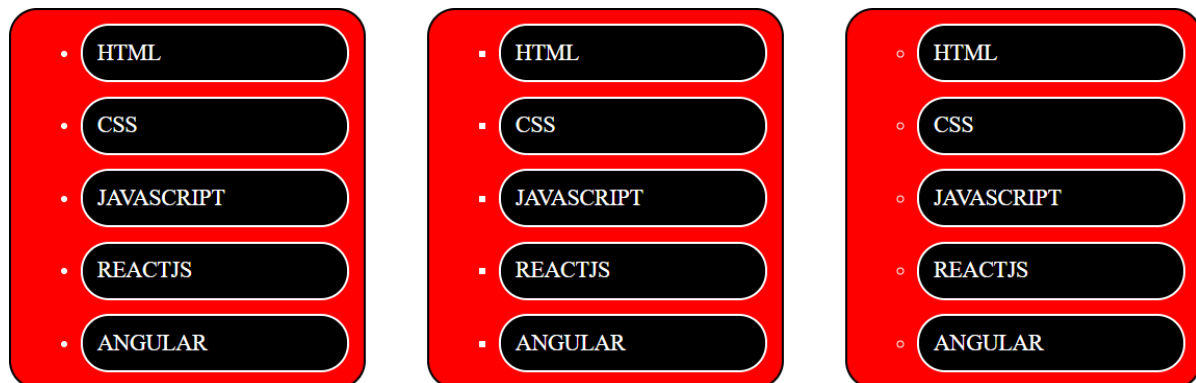 HTML
CSS
JAVASCRIPT
REACTJS
ANGULAR
HTML
CSS
JAVASCRIPT
REACTJS
ANGULAR
HTML
CSS
JAVASCRIPT
REACTJS
ANGULAR